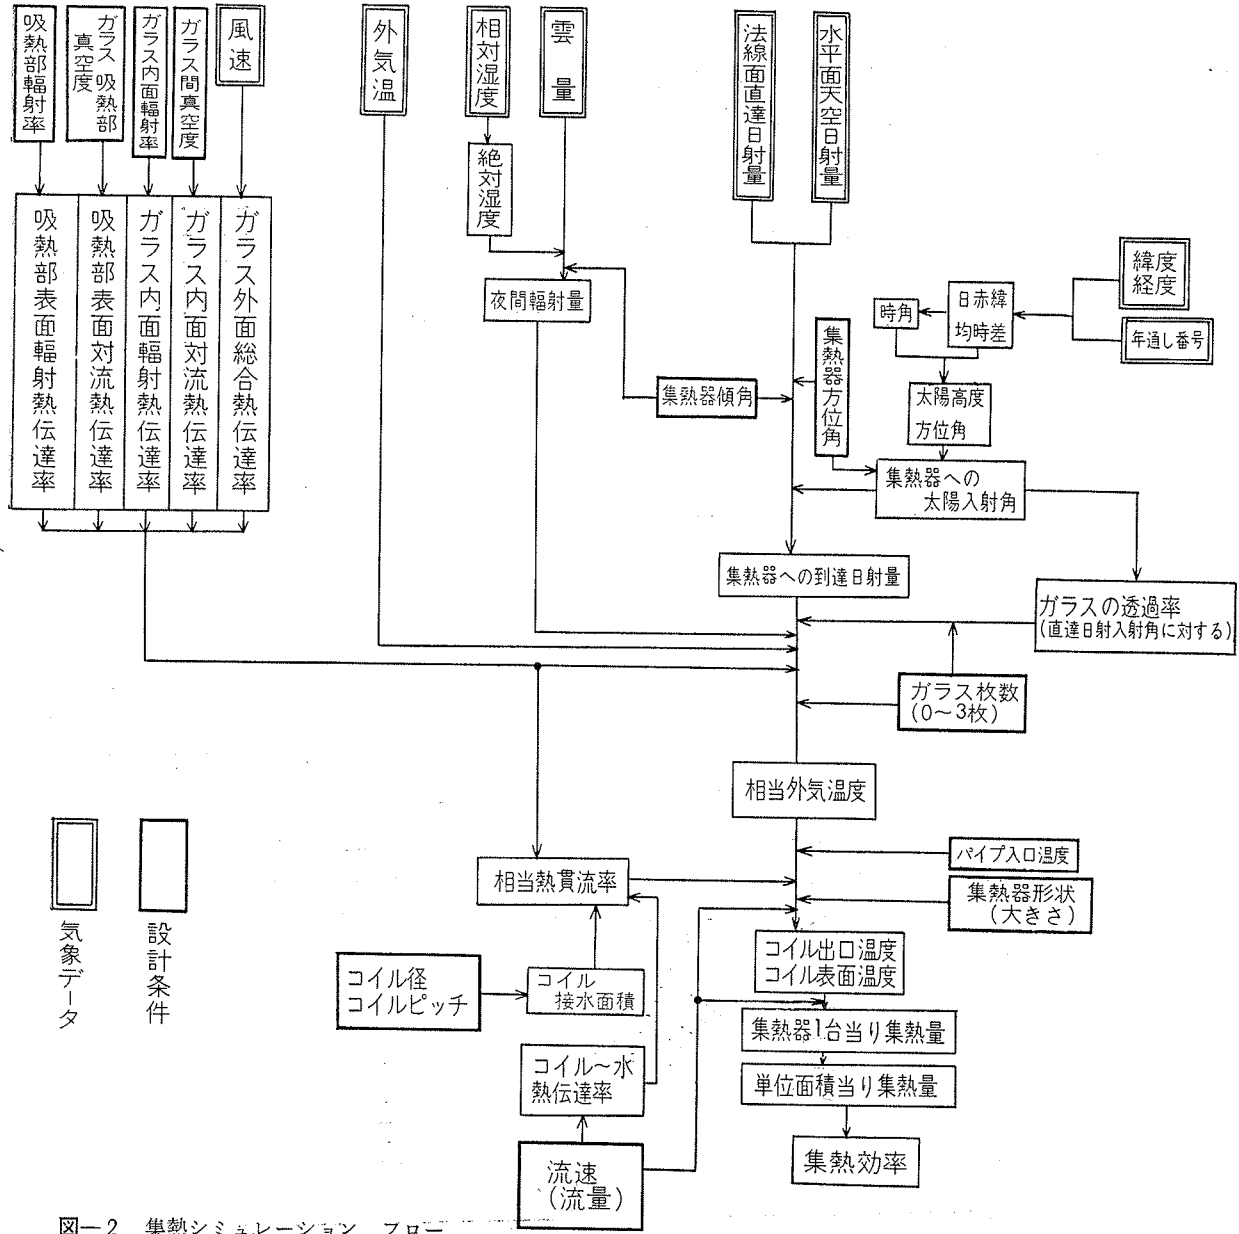 吸熱部輻射率
ガラス 吸熱部
真空度
ガラス内面輻射率
ガラス間真空度
風速
外気温
相対湿度
雲量
法線面直達日射量
水平面天空日射量
絶対湿度
吸熱部表面輻射熱伝達率
吸熱部表面対流熱伝達率
ガラス内面輻射熱伝達率
ガラス内面対流熱伝達率
ガラス外面総合熱伝達率
夜間輻射量
緯度
経度
年通し番号
日赤緯
均時差
時角
集熱器方位角
集熱器傾角
太陽高度
方位角
集熱器への
太陽入射角
集熱器への到達日射量
ガラスの透過率
(直達日射入射角に対する)
ガラス枚数
(0〜3枚)
相当外気温度
パイプ入口温度
相当熱貫流率
集熱器形状
(大きさ)
コイル径
コイルピッチ
コイル
接水面積
コイル出口温度
コイル表面温度
集熱器1台当り集熱量
コイル〜水
熱伝達率
単位面積当り集熱量
流速
(流量)
集熱効率
気象データ
設計条件
図－2 集熱シミュレーション フロー